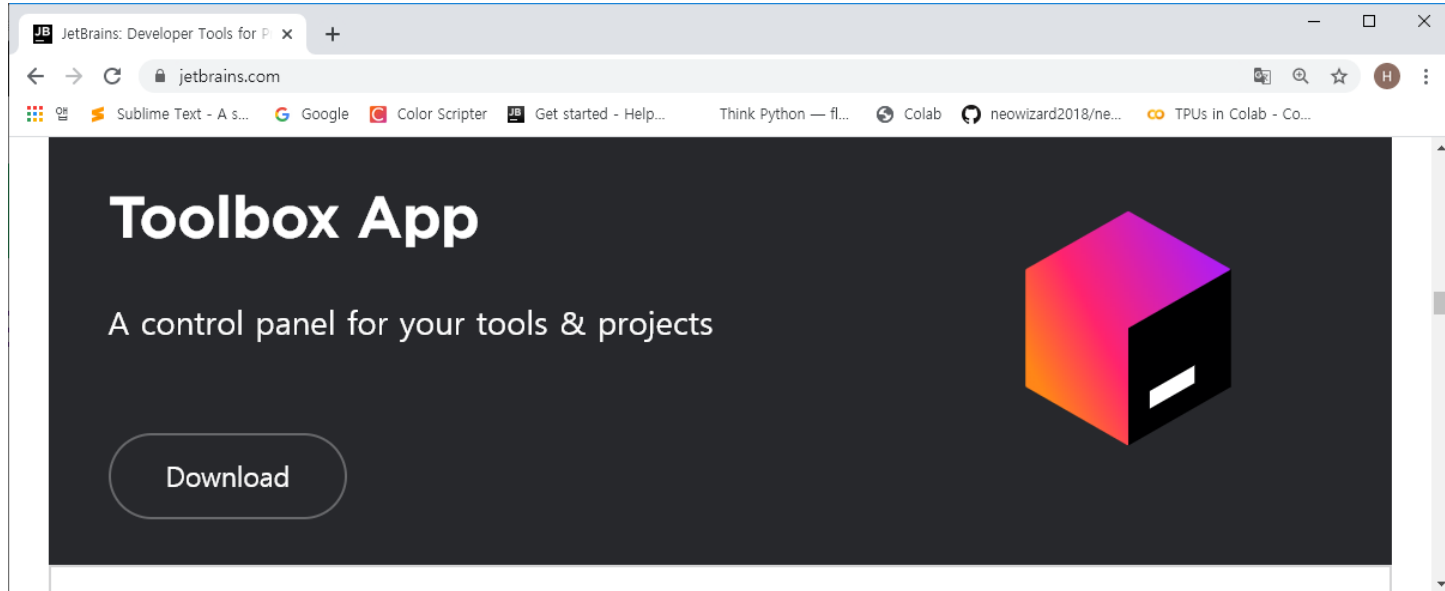 JB JetBrains: Developer Tools for P
jetbrains.com
H
앱 Sublime Text - A s... Google Color Scripter Get started - Help... Think Python — fl... Colab neowizard2018/ne... TPUs in Colab - Co...
Toolbox App
A control panel for your tools & projects
Download